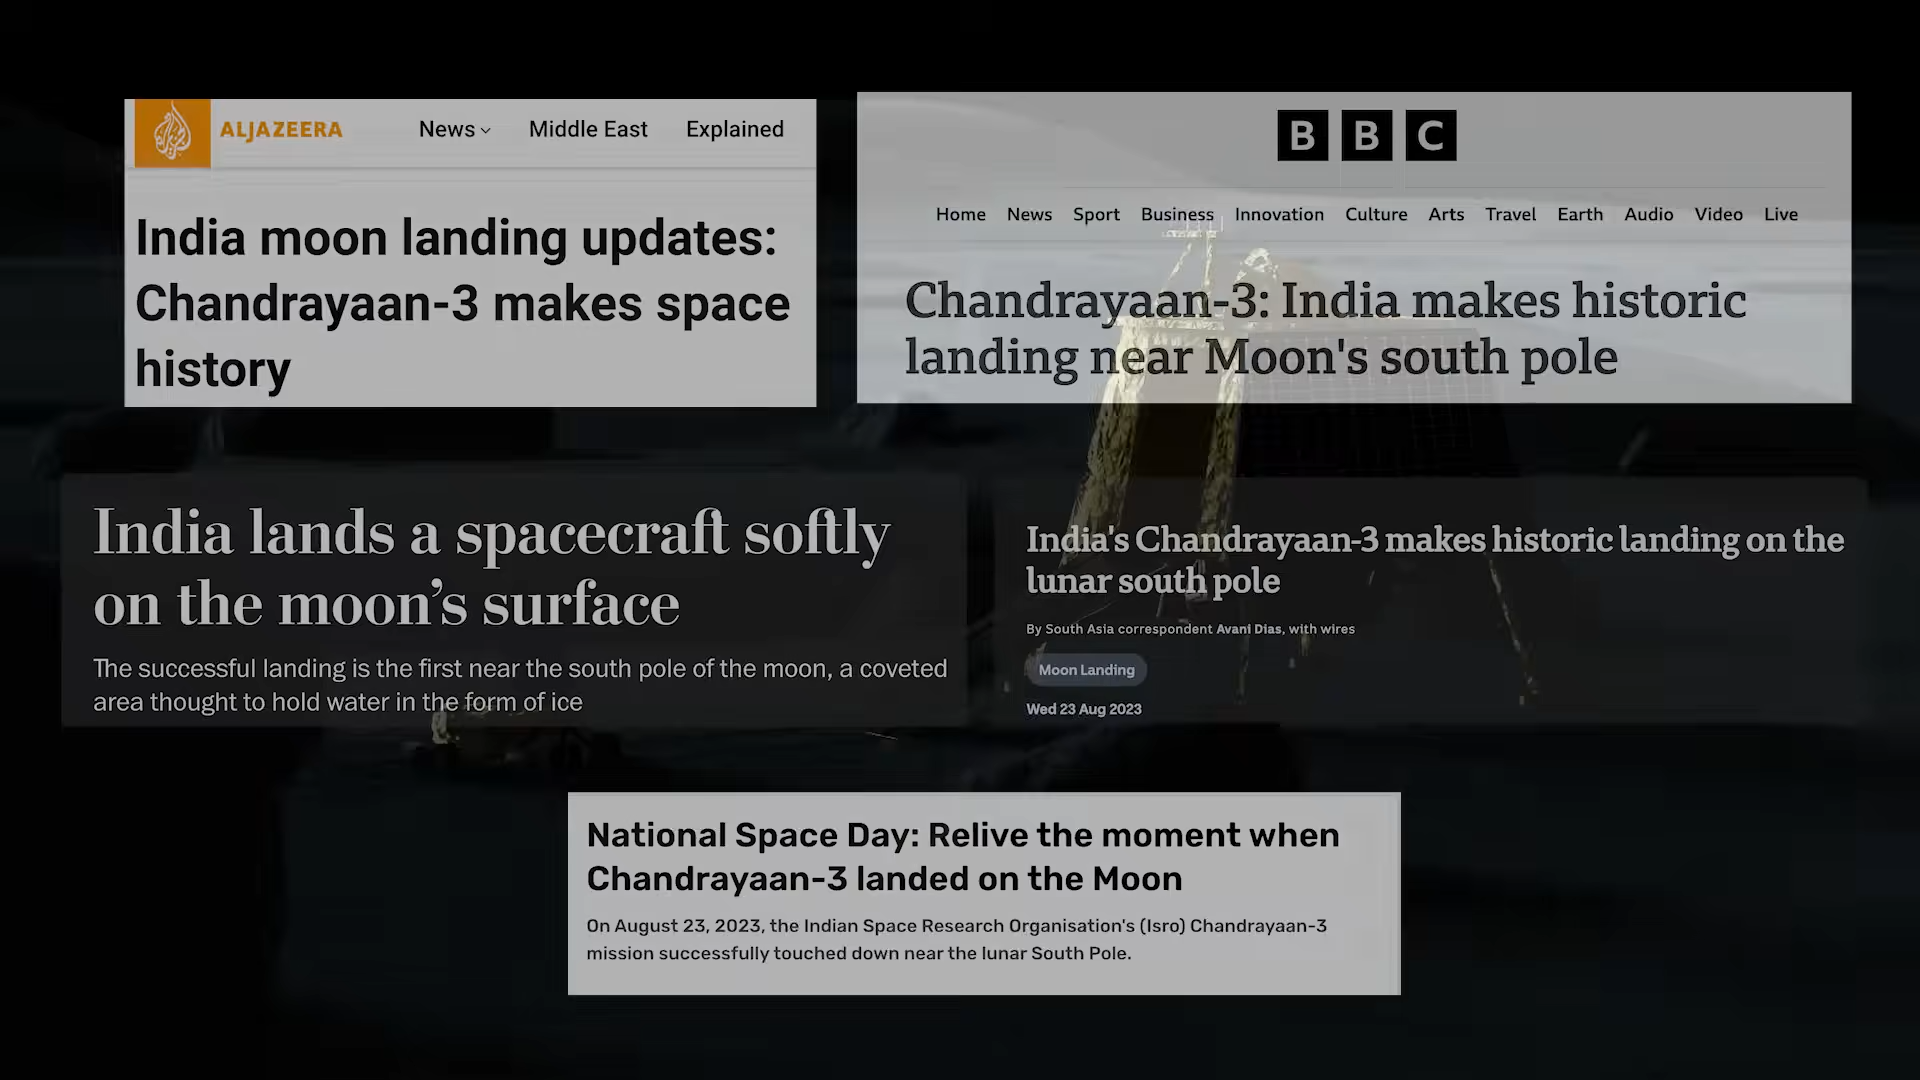 ALJAZEERA News Middle East Explained
India moon landing updates:
Chandrayaan-3 makes space
history
BBC
Home News Sport Business Innovation Culture Arts Travel Earth Audio Video Live
Chandrayaan-3: India makes historic
landing near Moon's south pole
India lands a spacecraft softly
on the moon’s surface
The successful landing is the first near the south pole of the moon, a coveted
area thought to hold water in the form of ice
India's Chandrayaan-3 makes historic landing on the
lunar south pole
By South Asia correspondent Avani Dias, with wires
Moon Landing
Wed 23 Aug 2023
National Space Day: Relive the moment when
Chandrayaan-3 landed on the Moon
On August 23, 2023, the Indian Space Research Organisation's (Isro) Chandrayaan-3
mission successfully touched down near the lunar South Pole.